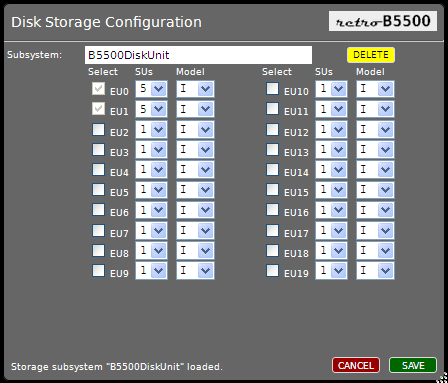 Disk Storage Configuration retro-B5500
Subsystem: B5500DiskUnit DELETE
Select SUs Model Select SUs Model
EU0 5 I EU10 1 I
EU1 5 I EU11 1 I
EU2 1 I EU12 1 I
EU3 1 I EU13 1 I
EU4 1 I EU14 1 I
EU5 1 I EU15 1 I
EU6 1 I EU16 1 I
EU7 1 I EU17 1 I
EU8 1 I EU18 1 I
EU9 1 I EU19 1 I
Storage subsystem "B5500DiskUnit" loaded. CANCEL SAVE